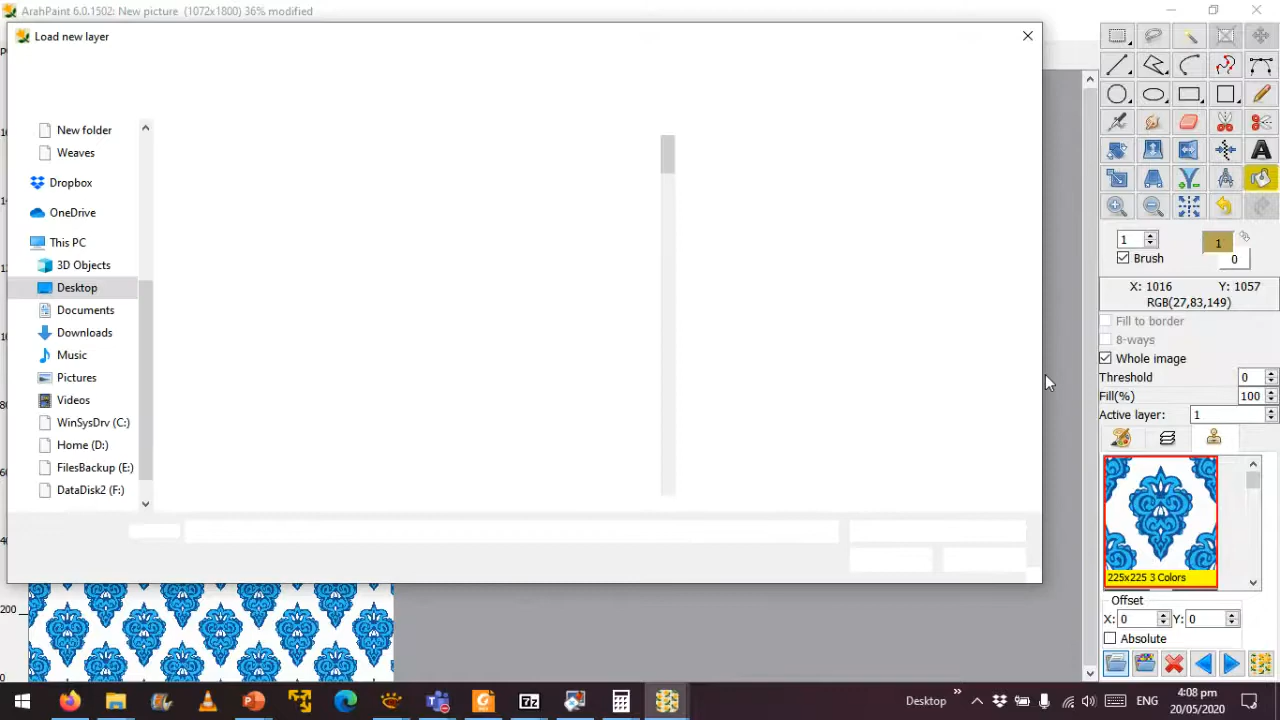 ArahPaint 6.0.1502: New picture (1072x1800) 36% modified
Load new layer
New folder
Weaves
Dropbox
OneDrive
This PC
3D Objects
Desktop
Documents
Downloads
Music
Pictures
Videos
WinSysDrv (C:)
Home (D:)
FilesBackup (E:)
DataDisk2 (F:)
200
A
1
Brush
1
0
X: 1016 Y: 1057
RGB(27,83,149)
Fill to border
8-ways
Whole image
Threshold 0
Fill(%) 100
Active layer: 1
225x225 3 Colors
Offset
X: 0 Y: 0
Absolute
7z
Desktop
ENG
4:08 pm
20/05/2020